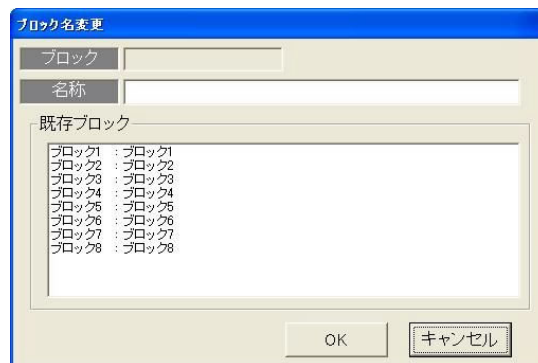 ブロック名変更
ブロック
名称
既存ブロック
ブロック1 : ブロック1
ブロック2 : ブロック2
ブロック3 : ブロック3
ブロック4 : ブロック4
ブロック5 : ブロック5
ブロック6 : ブロック6
ブロック7 : ブロック7
ブロック8 : ブロック8
OK キャンセル